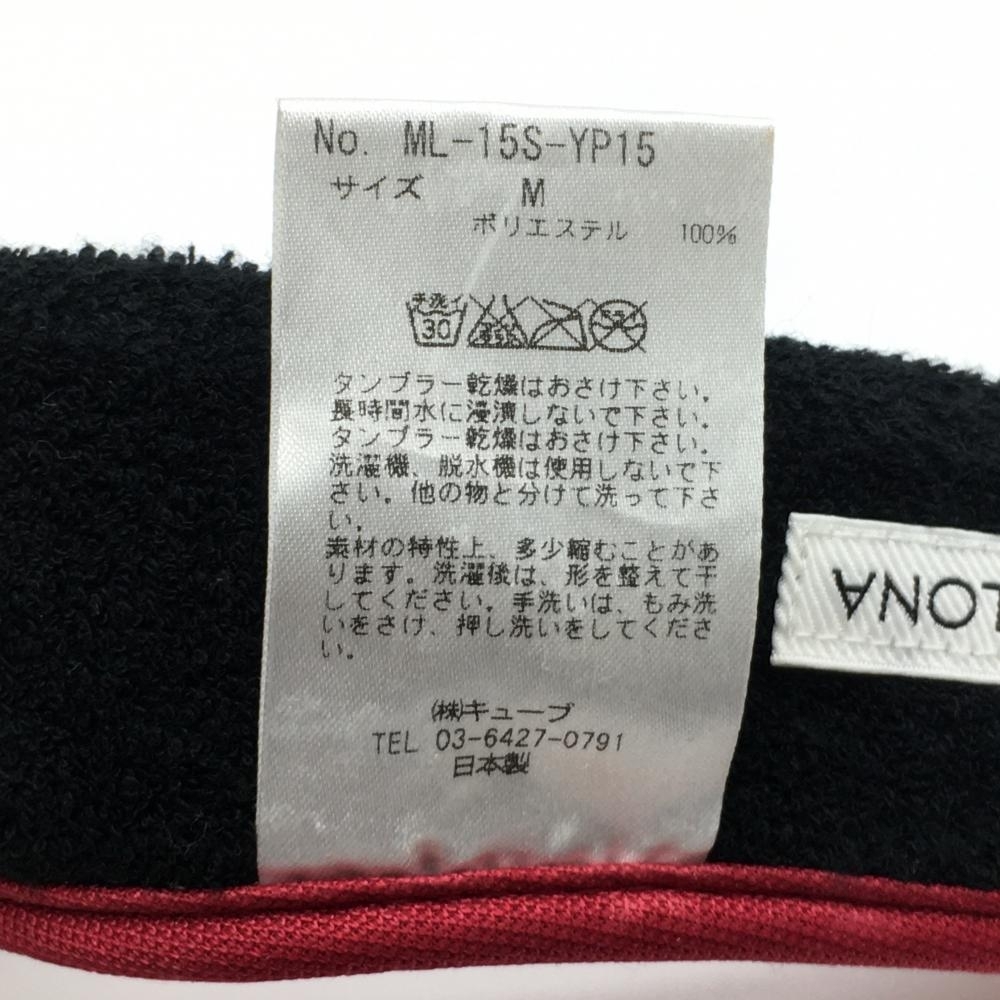 No. ML-15S-YP15
サイズ M
ポリエステル 100%
手洗イ
30
タンブラー乾燥はおさけ下さい。
長時間水に浸漬しないで下さい。
タンブラー乾燥はおさけ下さい。
洗濯機、脱水機は使用しないで下
さい。他の物と分けて洗って下さ
い。
素材の特性上、多少縮むことがあ
ります。洗濯後は、形を整えて干
してください。手洗いは、もみ洗
いをさけ、押し洗いをしてくださ
い。
㈱キューブ
TEL 03-6427-0791
日本製
LONA